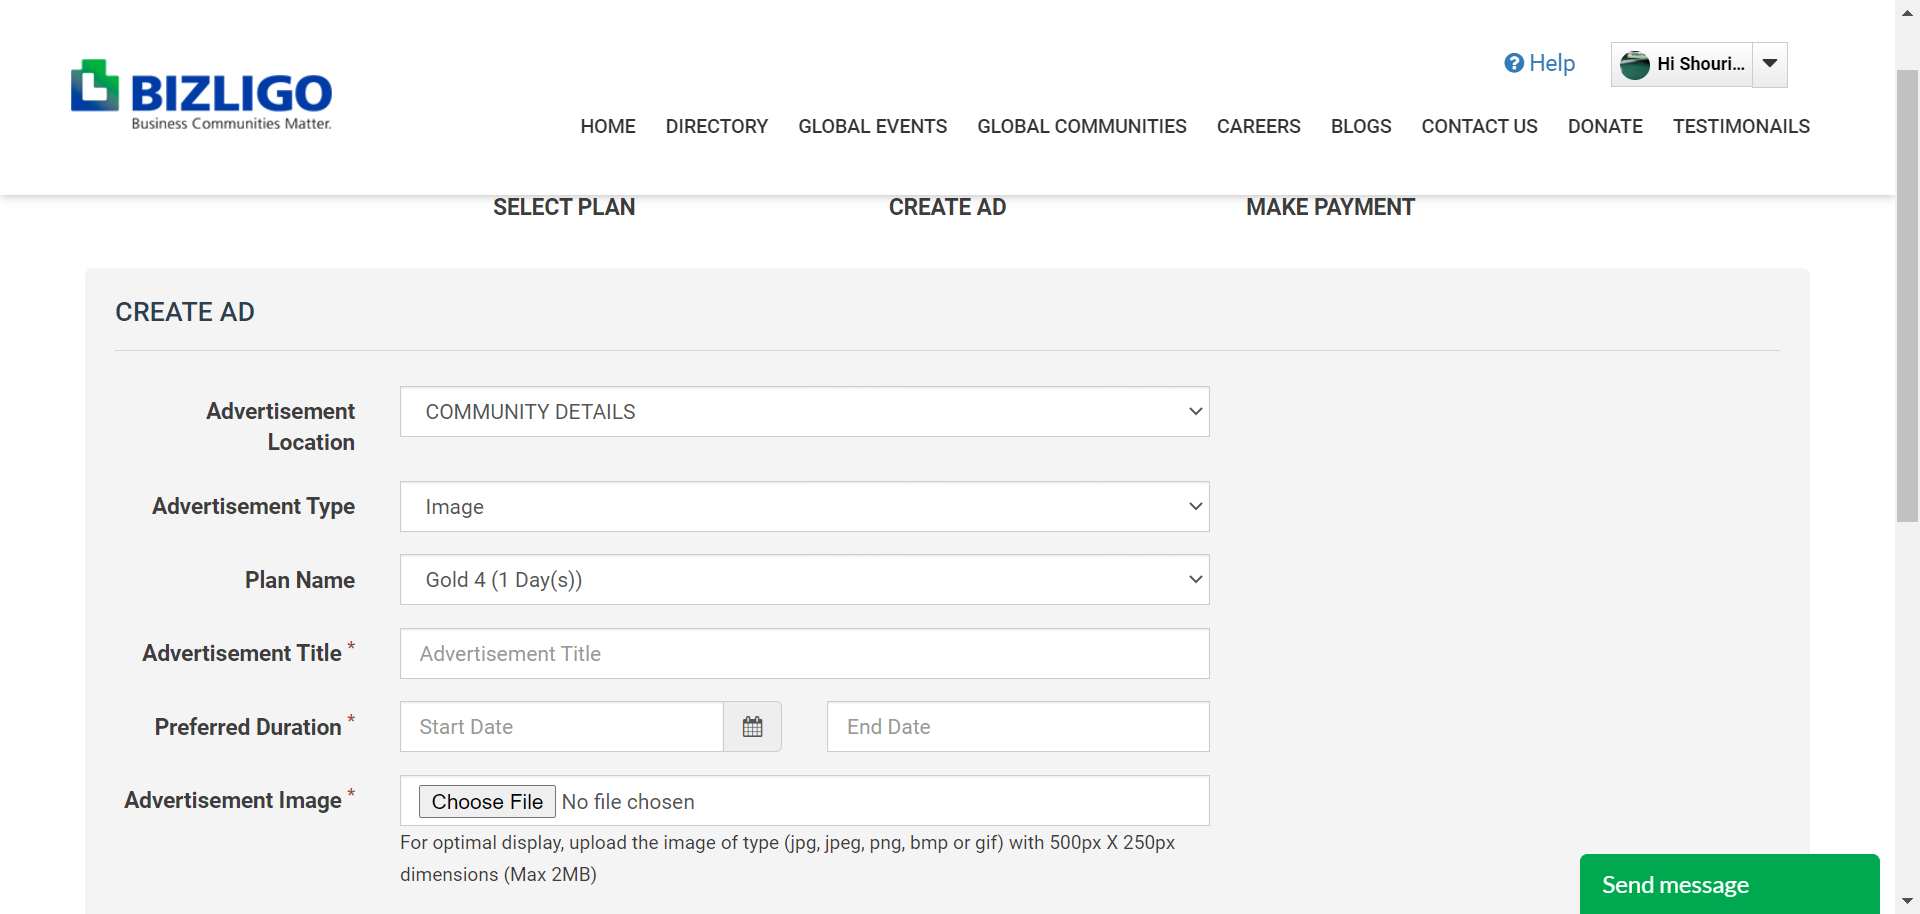 Help
Hi Shouri...
BIZLIGO
Business Communities Matter.
HOME DIRECTORY GLOBAL EVENTS GLOBAL COMMUNITIES CAREERS BLOGS CONTACT US DONATE TESTIMONAILS
SELECT PLAN CREATE AD MAKE PAYMENT
CREATE AD
Advertisement
Location
COMMUNITY DETAILS
Advertisement Type
Image
Plan Name
Gold 4 (1 Day(s))
Advertisement Title *
Advertisement Title
Preferred Duration *
Start Date
End Date
Advertisement Image *
Choose File No file chosen
For optimal display, upload the image of type (jpg, jpeg, png, bmp or gif) with 500px X 250px
dimensions (Max 2MB)
Send message